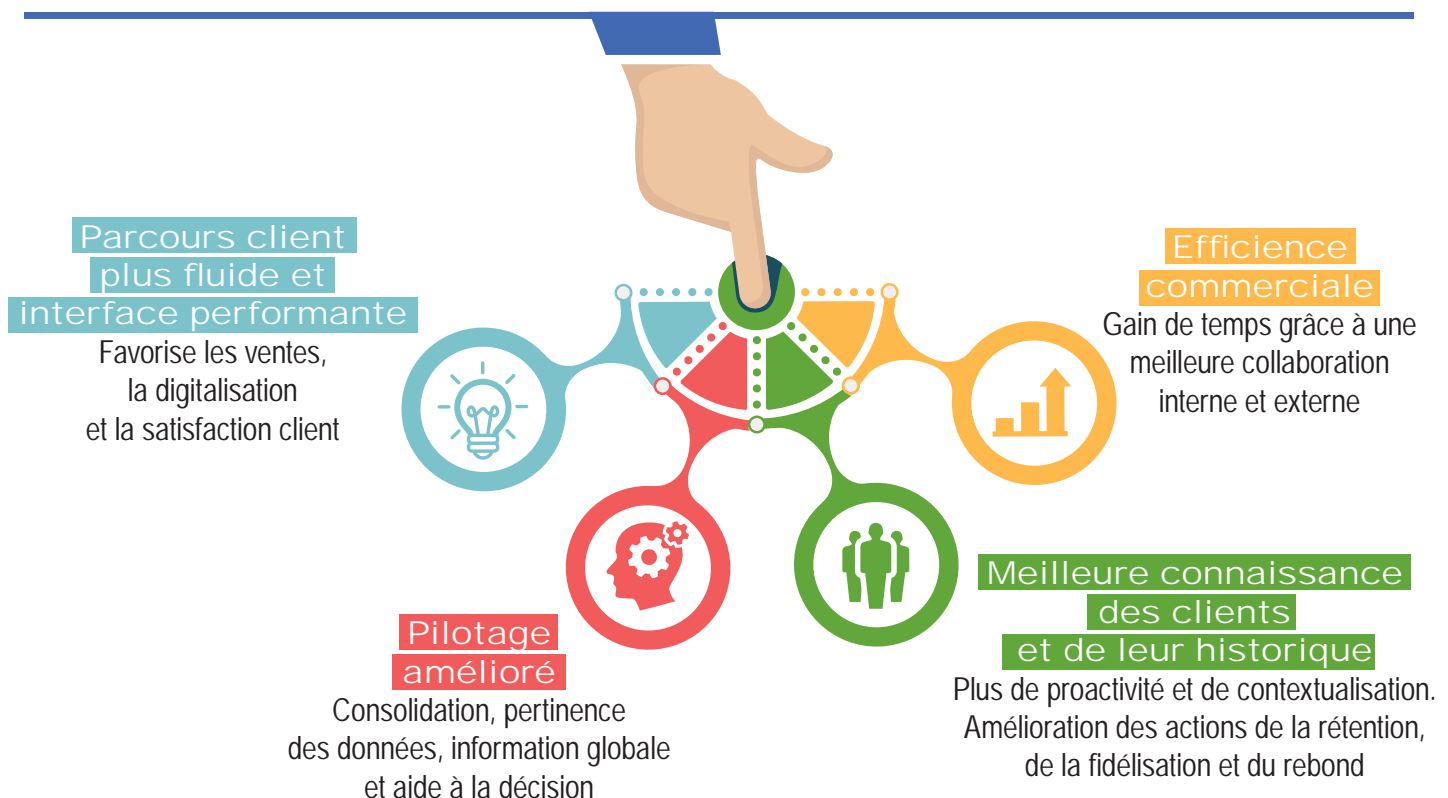 Parcours client
plus fluide et
interface performante
Favorise les ventes,
la digitalisation
et la satisfaction client
Efficience
commerciale
Gain de temps grâce à une
meilleure collaboration
interne et externe
Pilotage
amélioré
Consolidation, pertinence
des données, information globale
et aide à la décision
Meilleure connaissance
des clients
et de leur historique
Plus de proactivité et de contextualisation.
Amélioration des actions de la rétention,
de la fidélisation et du rebond